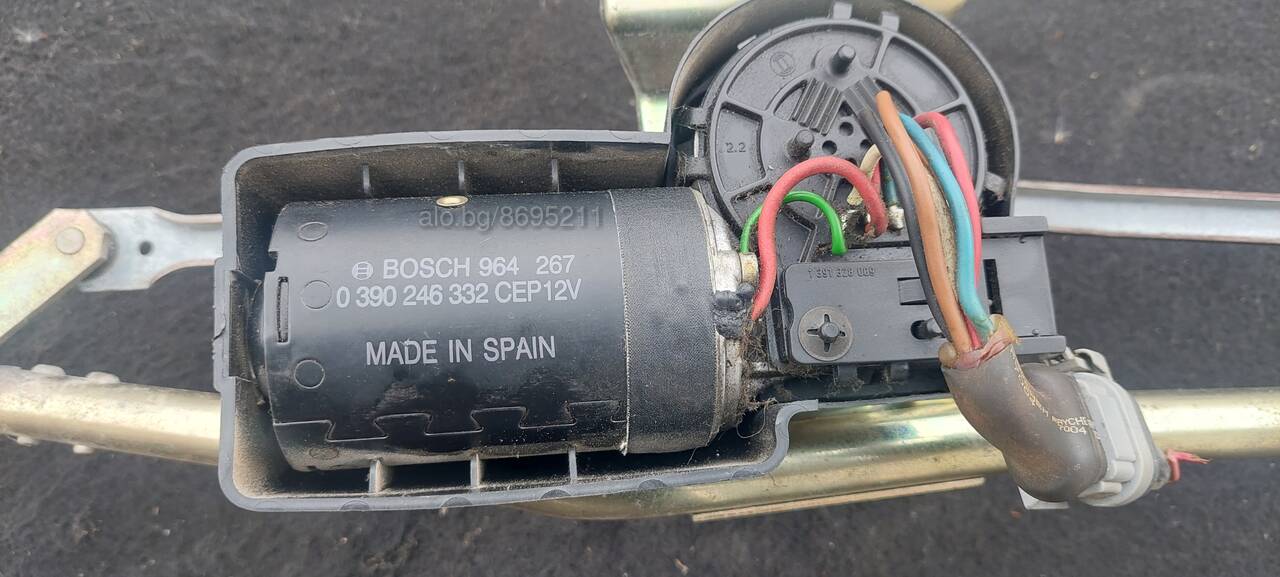 alo.bg/8695211
BOSCH 964 267
0 390 246 332 CEP12V
MADE IN SPAIN
2.2